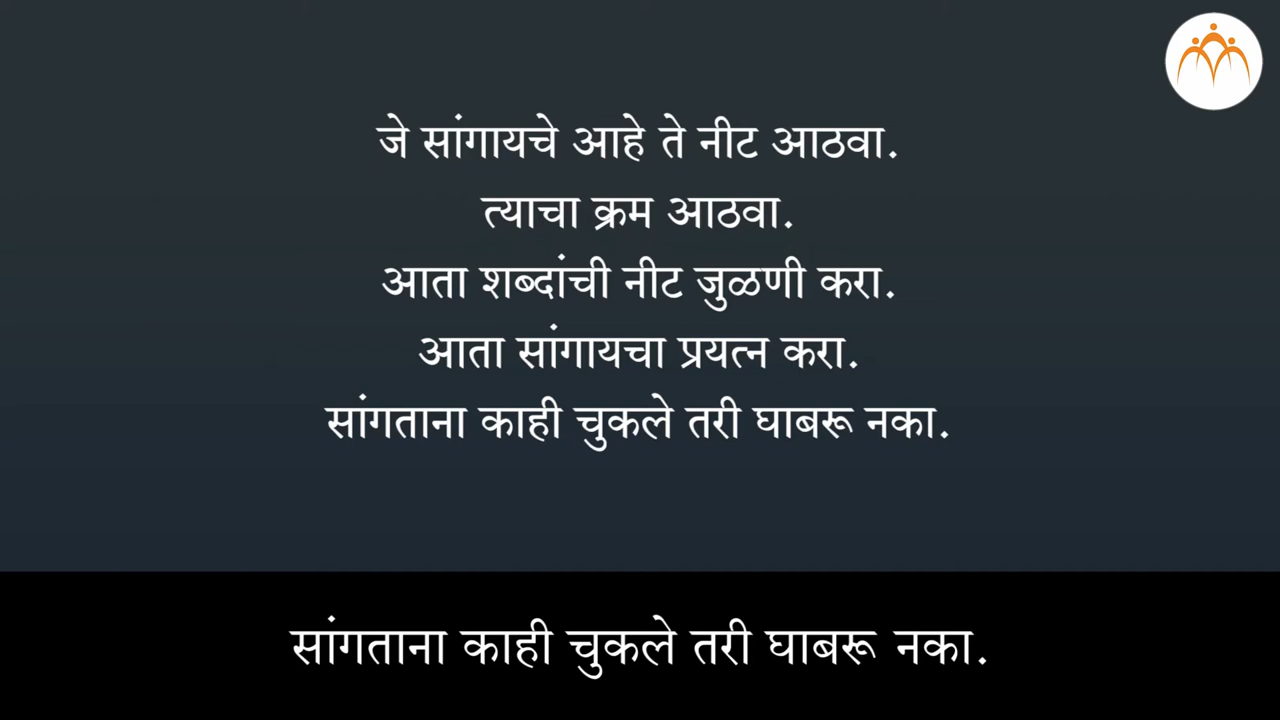 जे सांगायचे आहे ते नीट आठवा.
त्याचा क्रम आठवा.
आता शब्दांची नीट जुळणी करा.
आता सांगायचा प्रयत्न करा.
सांगताना काही चुकले तरी घाबरू नका.
सांगताना काही चुकले तरी घाबरू नका.